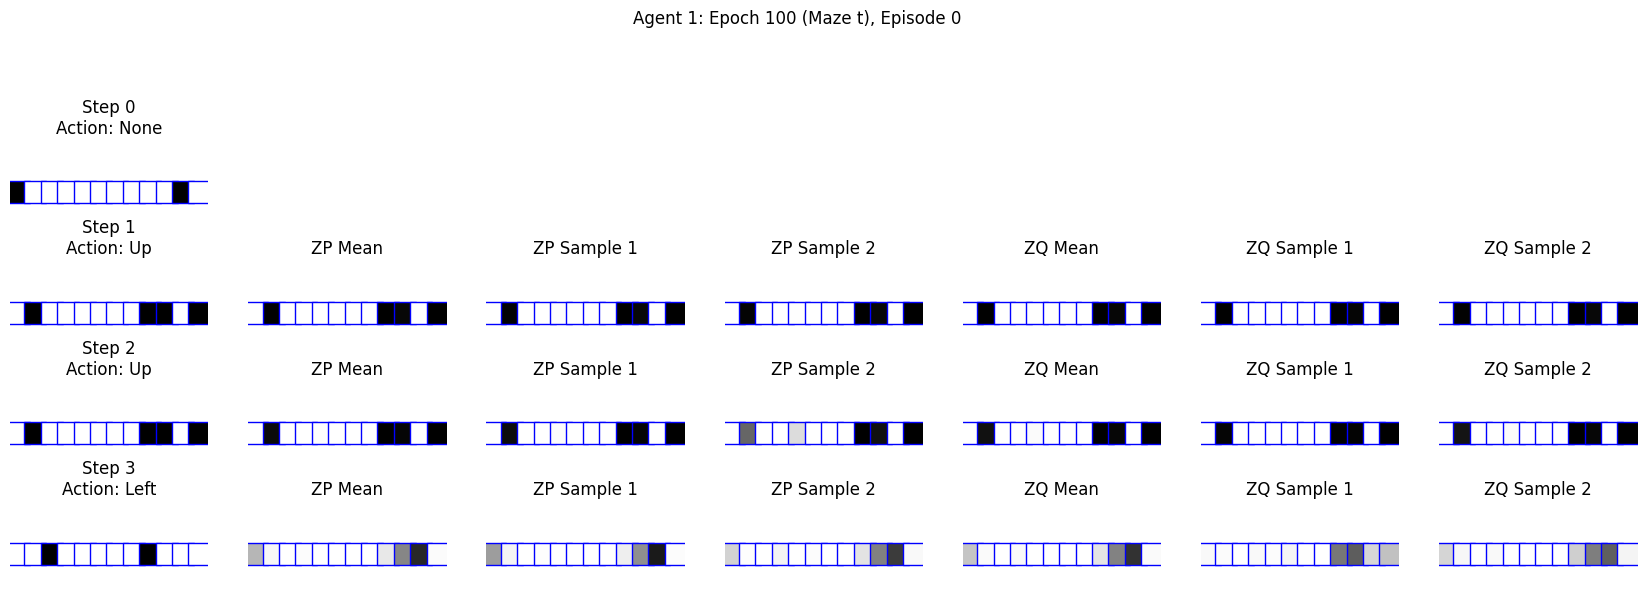 Agent 1: Epoch 100 (Maze t), Episode 0
Step 0
Action: None
Step 1
Action: Up
ZP Mean
ZP Sample 1
ZP Sample 2
ZQ Mean
ZQ Sample 1
ZQ Sample 2
Step 2
Action: Up
ZP Mean
ZP Sample 1
ZP Sample 2
ZQ Mean
ZQ Sample 1
ZQ Sample 2
Step 3
Action: Left
ZP Mean
ZP Sample 1
ZP Sample 2
ZQ Mean
ZQ Sample 1
ZQ Sample 2